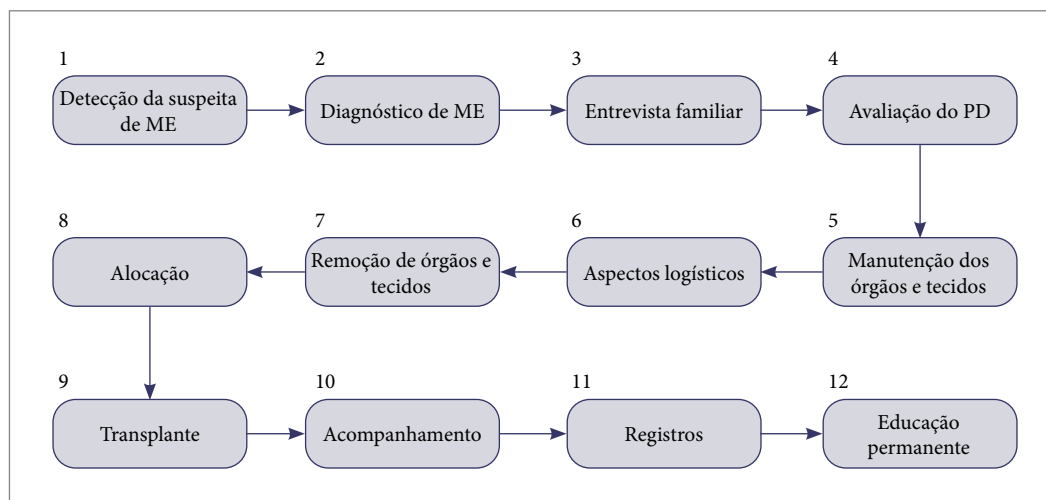 1
Detecção da suspeita
de ME
2
Diagnóstico de ME
3
Entrevista familiar
4
Avaliação do PD
5
Manutenção dos
órgãos e tecidos
6
Aspectos logísticos
7
Remoção de órgãos e
tecidos
8
Alocação
9
Transplante
10
Acompanhamento
11
Registros
12
Educação
permanente